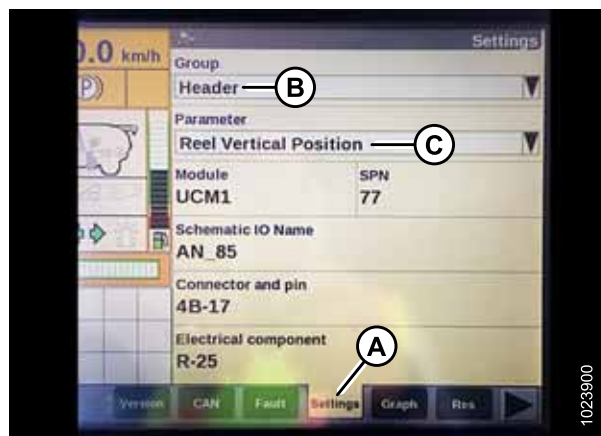 .0 km/h
Settings
(P)
Group
Header
B
Parameter
Reel Vertical Position
C
Module
SPN
UCM1
77
Schematic IO Name
AN_85
Connector and pin
4B-17
Electrical component
R-25
A
Version
CAN
Fault
Settings
Graph
Res
1023900